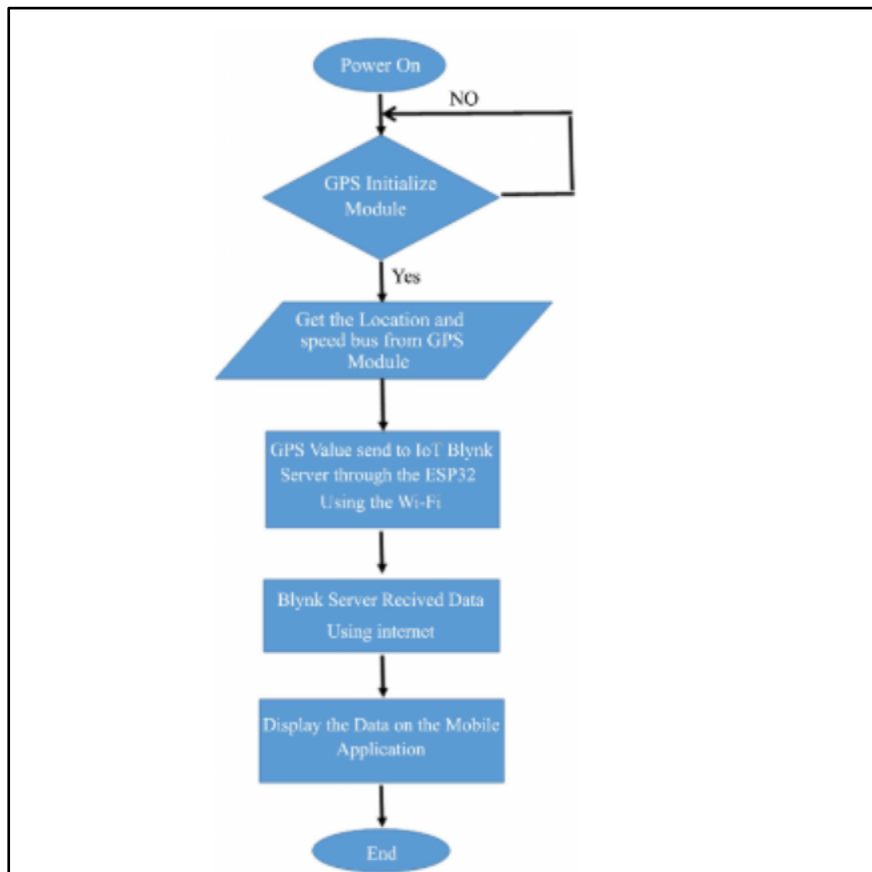 Power On
NO
GPS Initialize
Module
Yes
Get the Location and
speed bus from GPS
Module
GPS Value send to IoT Blynk
Server through the ESP32
Using the Wi-Fi
Blynk Server Recived Data
Using internet
Display the Data on the Mobile
Application
End